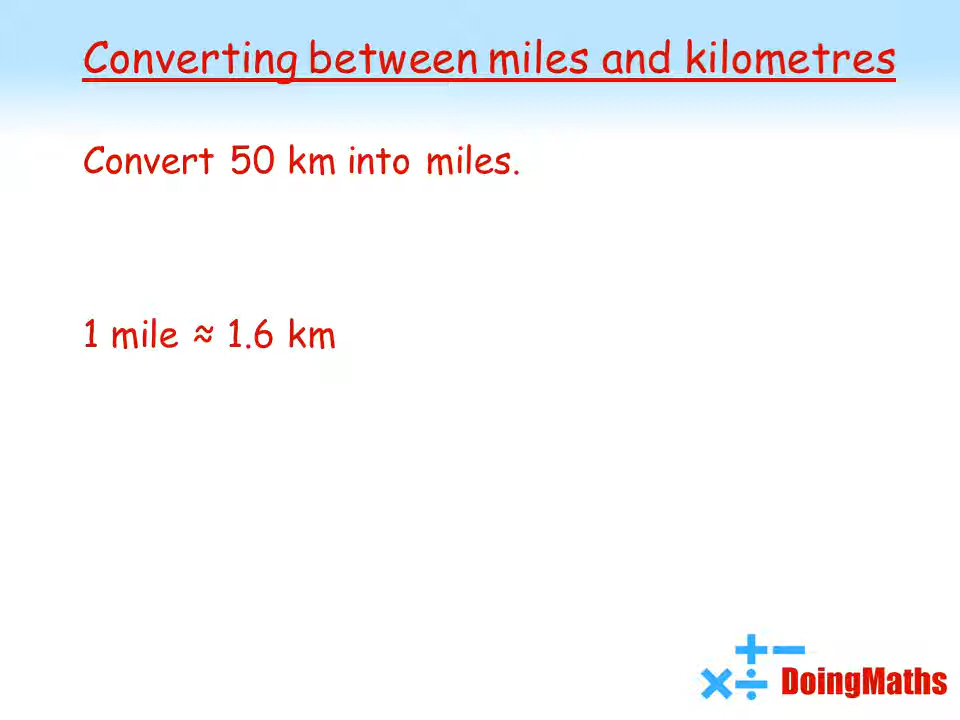 Converting between miles and kilometres
Convert 50 km into miles.
1 mile ≈ 1.6 km
DoingMaths